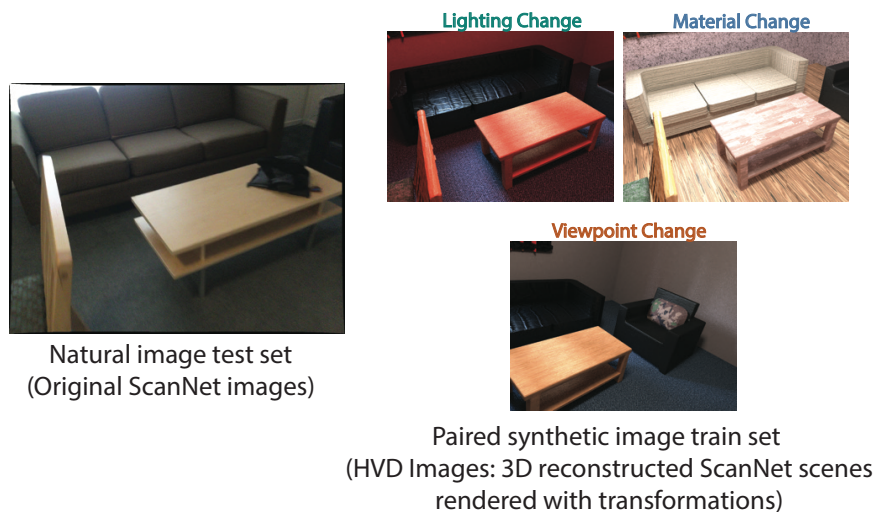 Lighting Change
Material Change
Viewpoint Change
Natural image test set
(Original ScanNet images)
Paired synthetic image train set
(HVD Images: 3D reconstructed ScanNet scenes
rendered with transformations)